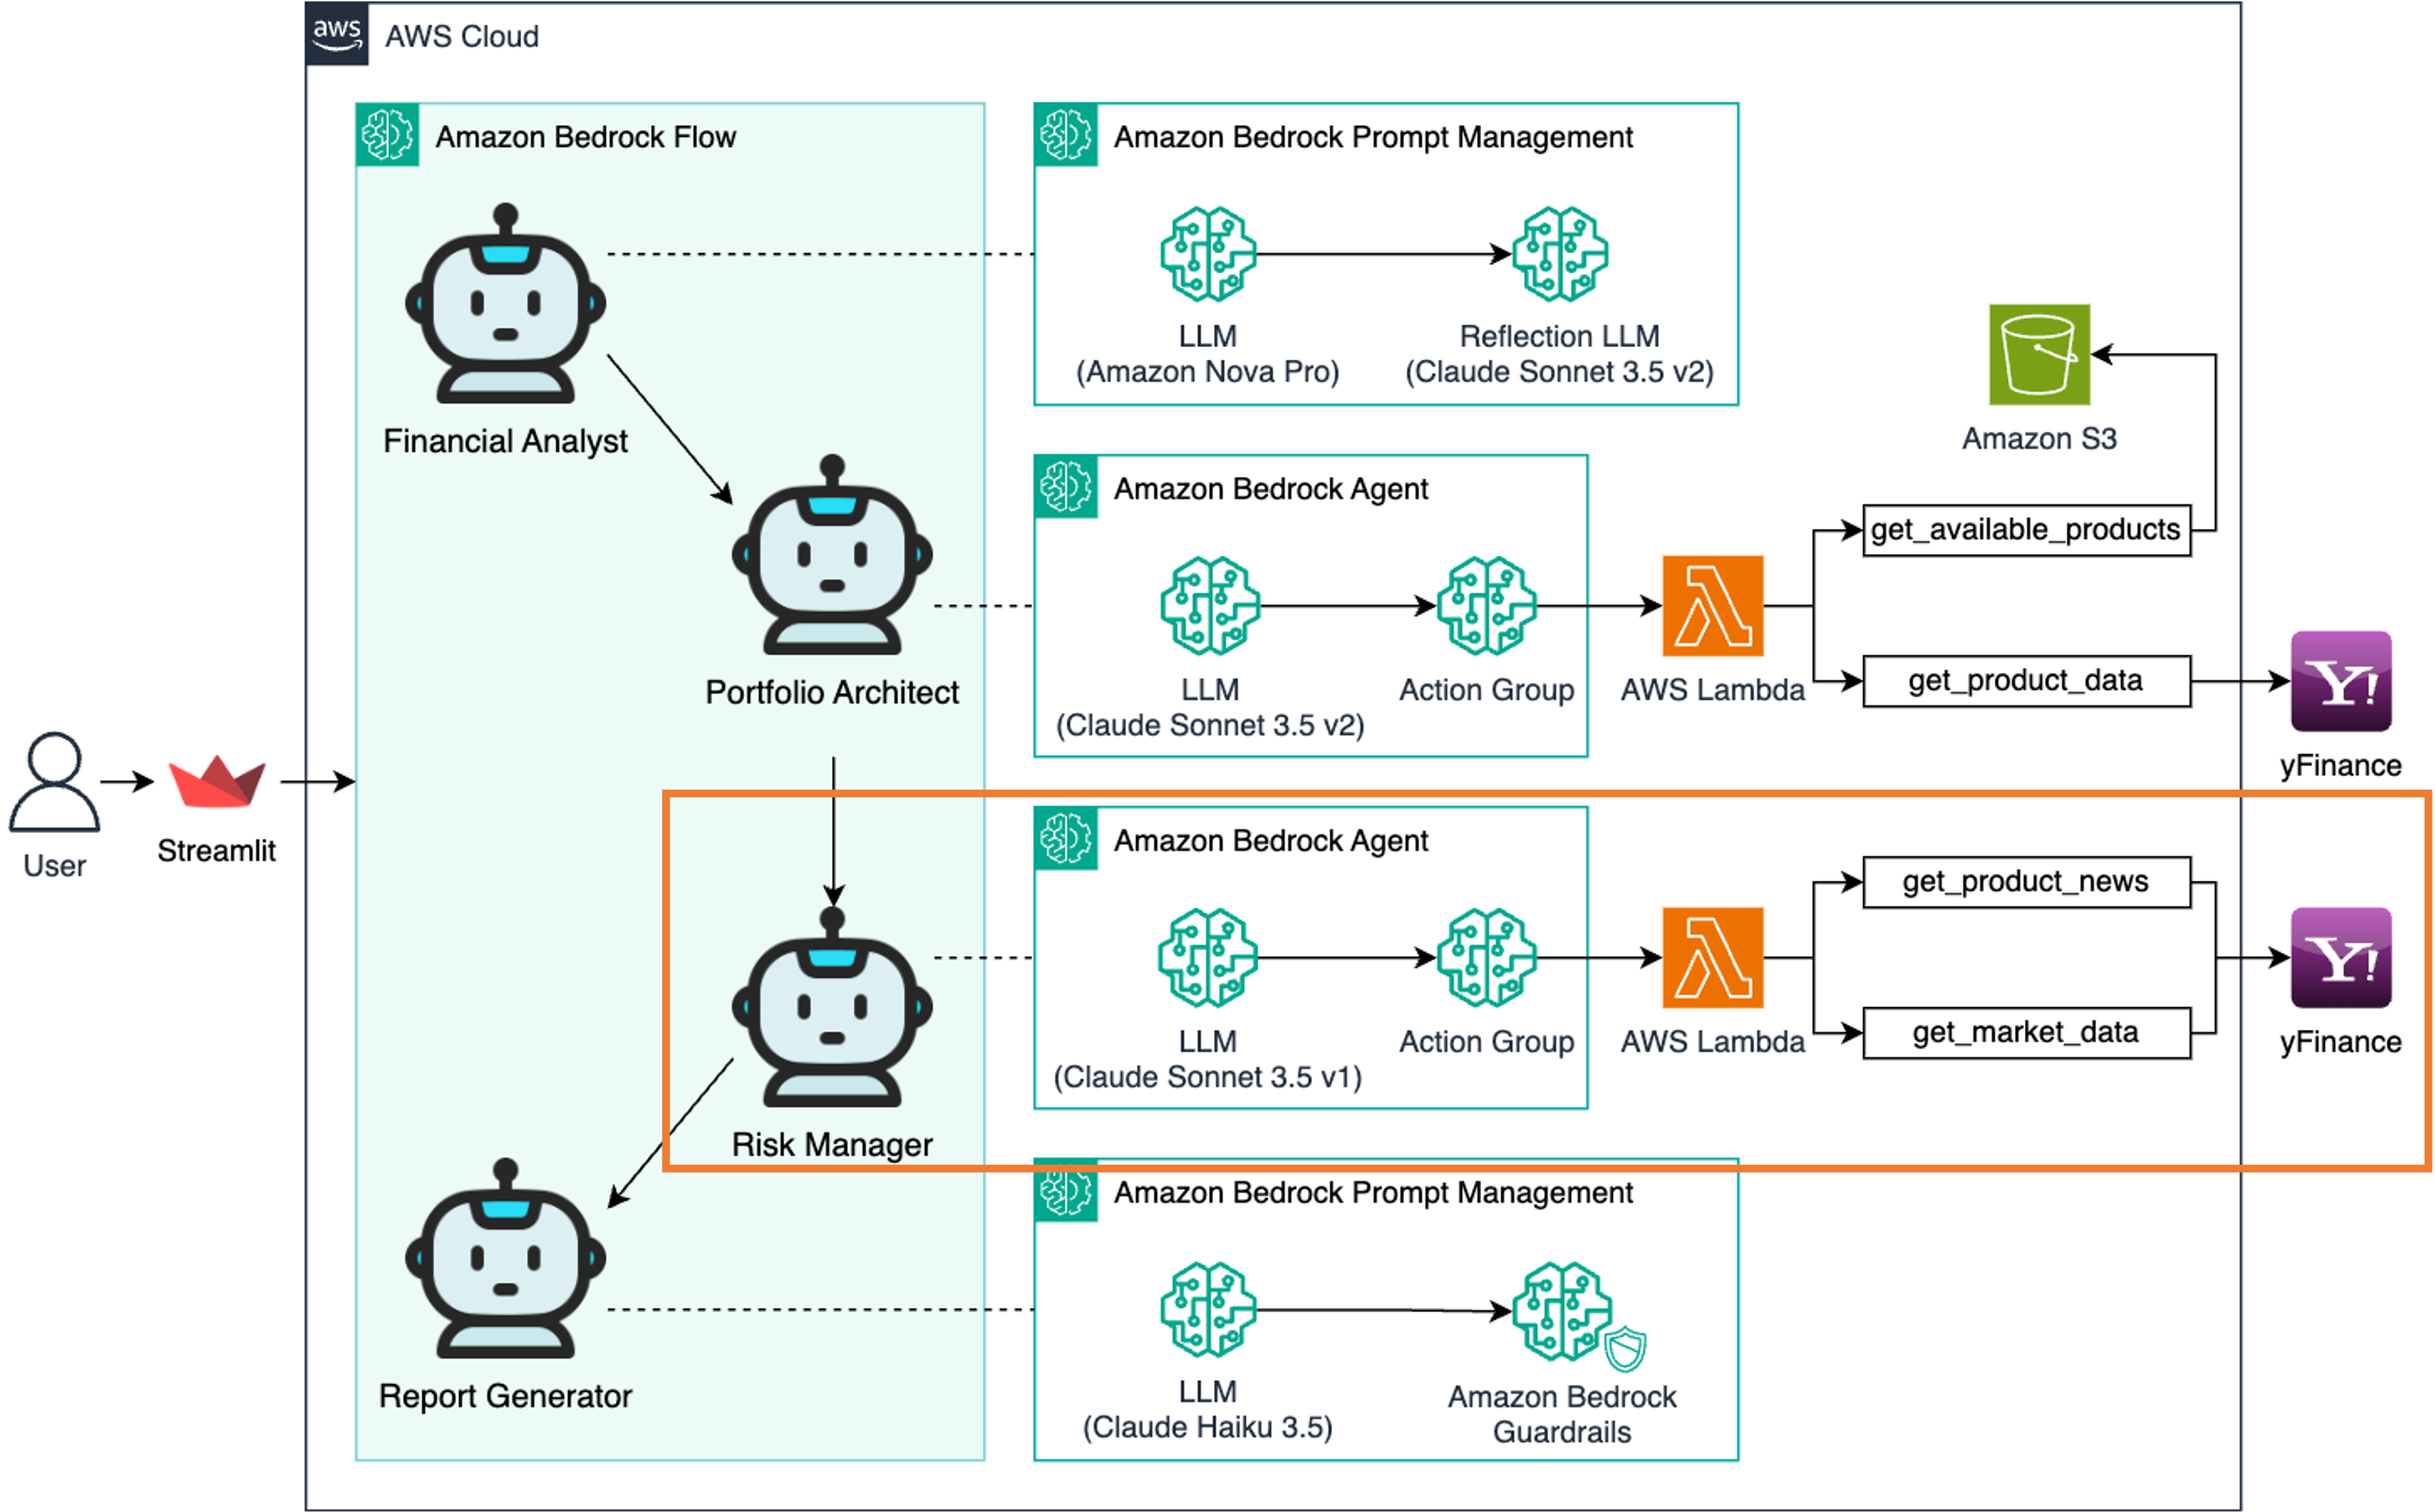 aws
AWS Cloud
Amazon Bedrock Flow
Financial Analyst
Portfolio Architect
Risk Manager
Report Generator
User
Streamlit
Amazon Bedrock Prompt Management
LLM
(Amazon Nova Pro)
Reflection LLM
(Claude Sonnet 3.5 v2)
Amazon Bedrock Agent
LLM
(Claude Sonnet 3.5 v2)
Action Group
AWS Lambda
get_available_products
get_product_data
Amazon S3
Y!
yFinance
Amazon Bedrock Agent
LLM
(Claude Sonnet 3.5 v1)
Action Group
AWS Lambda
get_product_news
get_market_data
Y!
yFinance
Amazon Bedrock Prompt Management
LLM
(Claude Haiku 3.5)
Amazon Bedrock
Guardrails